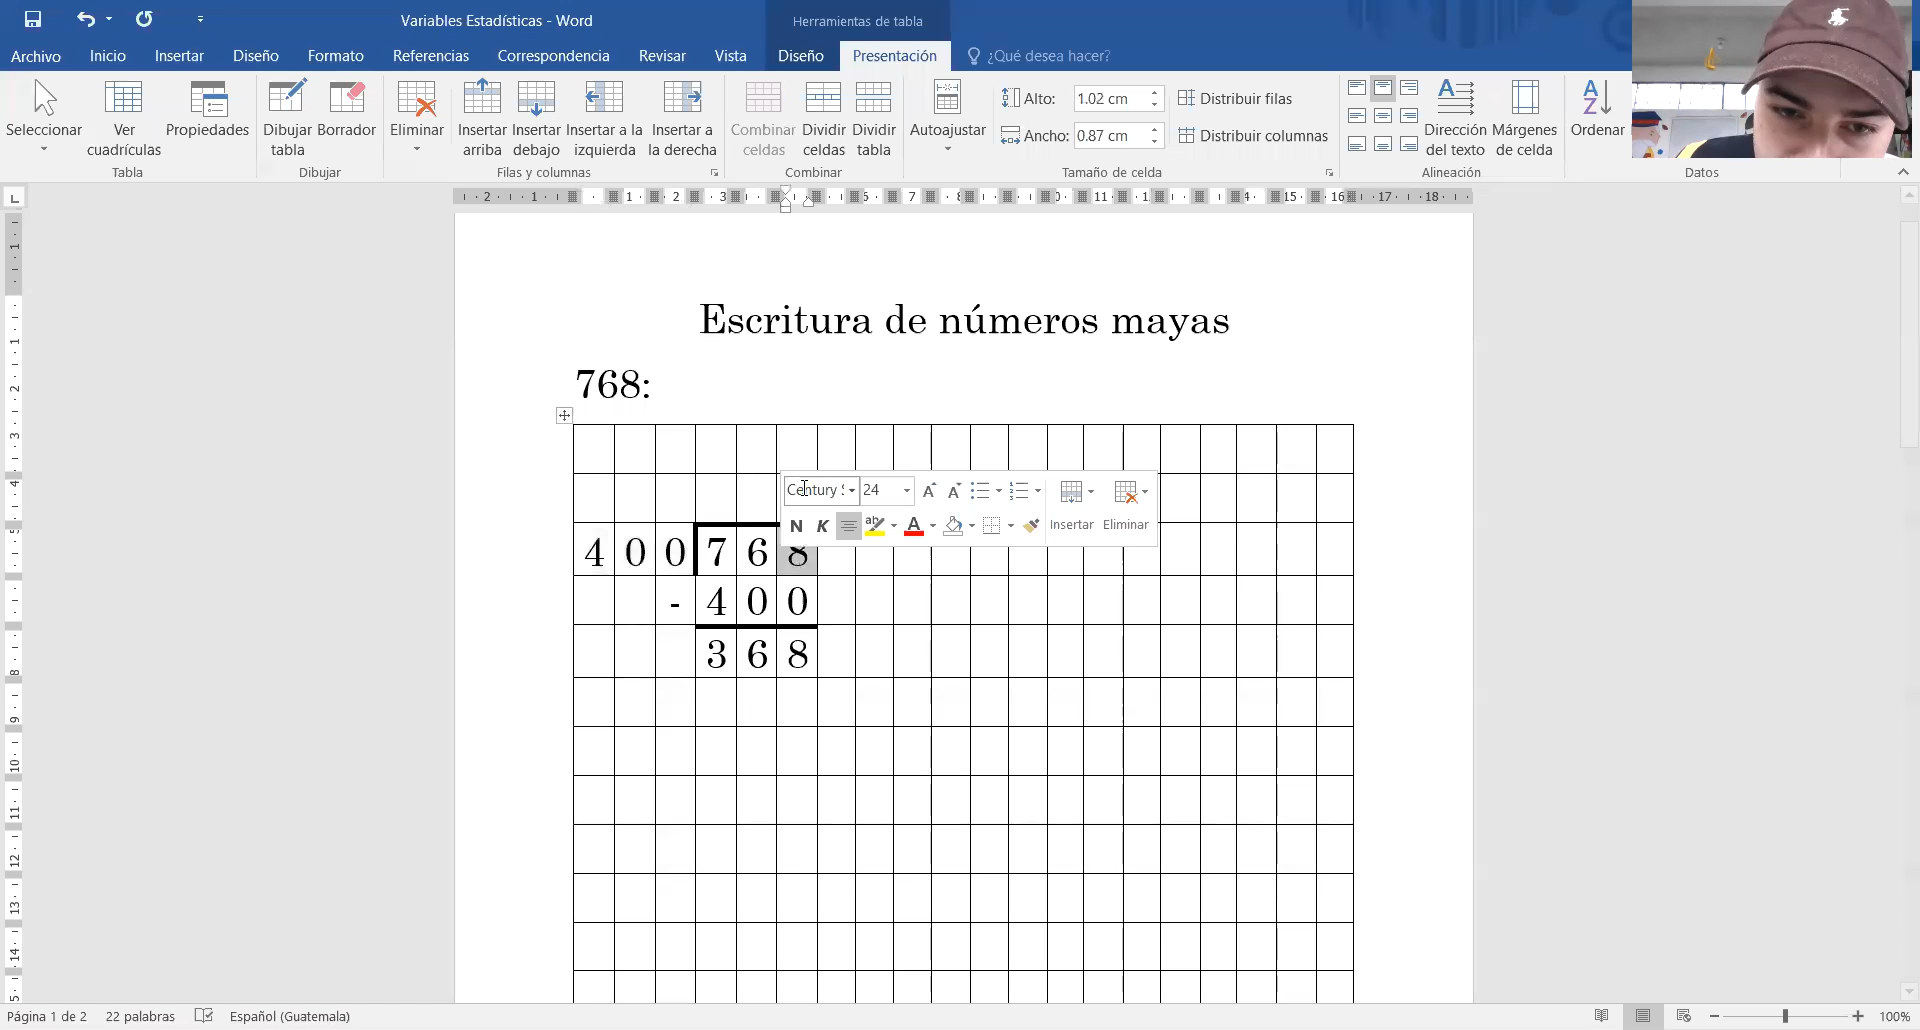 Variables Estadísticas - Word
Herramientas de tabla
Archivo Inicio Insertar Diseño Formato Referencias Correspondencia Revisar Vista Diseño Presentación ¿Qué desea hacer?
Seleccionar Ver cuadrículas Propiedades
Tabla
Dibujar tabla Borrador
Dibujar
Eliminar Insertar arriba Insertar debajo Insertar a la izquierda Insertar a la derecha
Filas y columnas
Combinar celdas Dividir celdas Dividir tabla
Combinar
Autoajustar Alto: 1.02 cm Distribuir filas
Ancho: 0.87 cm Distribuir columnas
Tamaño de celda
Dirección del texto Márgenes de celda
Alineación
Ordenar
Datos
Escritura de números mayas
768:
Century S 24
N K Insertar Eliminar
4 0 0 7 6 8
- 4 0 0
3 6 8
Página 1 de 2 22 palabras Español (Guatemala) 100%